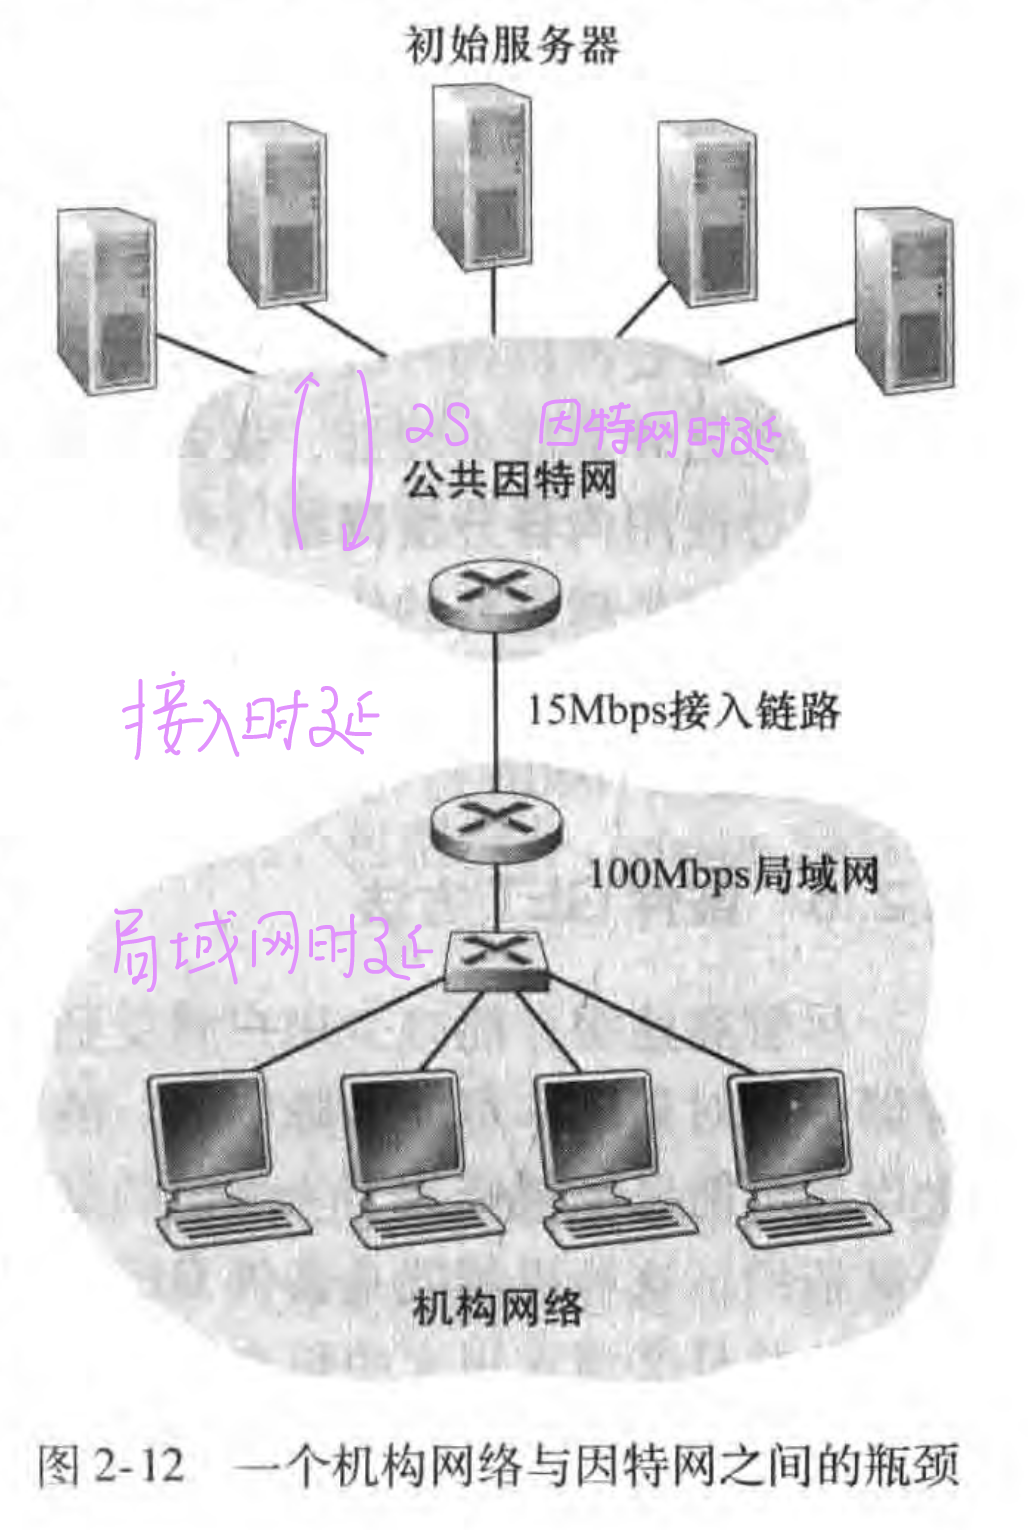 初始服务器
2S 因特网时延
公共因特网
接入时延
15Mbps接入链路
100Mbps局域网
局域网时延
机构网络
图 2-12 一个机构网络与因特网之间的瓶颈